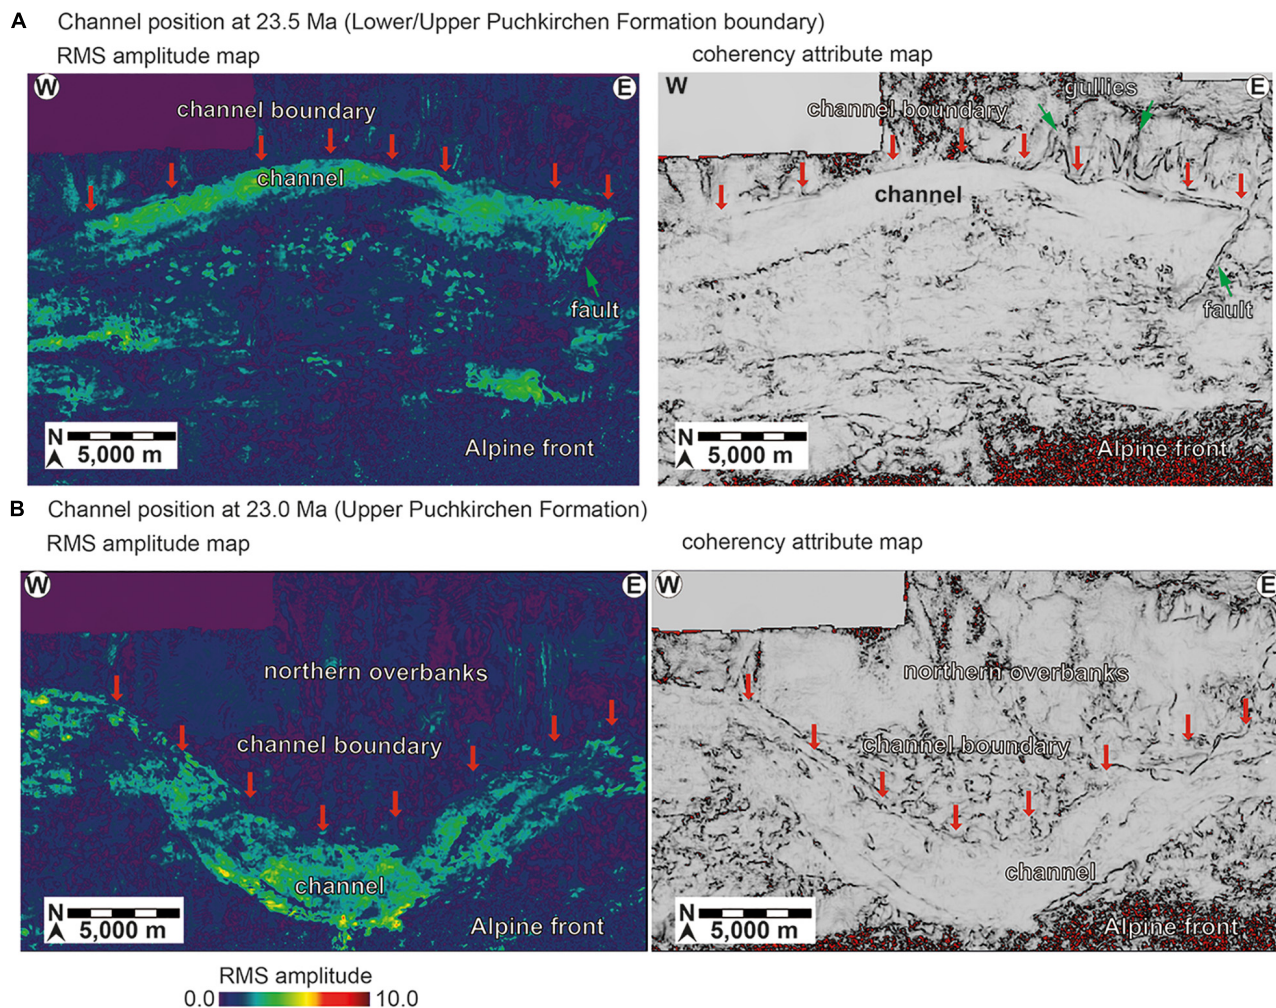 A Channel position at 23.5 Ma (Lower/Upper Puchkirchen Formation boundary)
RMS amplitude map
W
E
channel boundary
channel
fault
N
5,000 m
Alpine front
coherency attribute map
W
E
gullies
channel boundary
channel
fault
N
5,000 m
Alpine front
B Channel position at 23.0 Ma (Upper Puchkirchen Formation)
RMS amplitude map
W
E
northern overbanks
channel boundary
channel
N
5,000 m
Alpine front
coherency attribute map
W
E
northern overbanks
channel boundary
channel
N
5,000 m
Alpine front
RMS amplitude
0.0 10.0